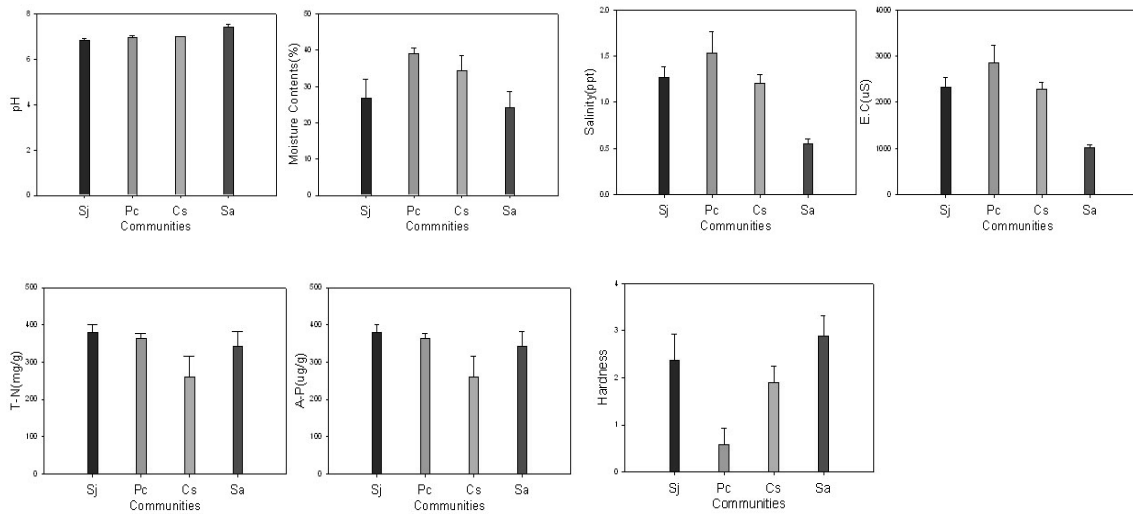 pH
8
6
4
2
0
Sj Pc Cs Sa
Communities
Moisture Contents(%)
50
40
30
20
10
0
Sj Pc Cs Sa
Commnities
Salinity(ppt)
2.0
1.5
1.0
0.5
0.0
Sj Pc Cs Sa
Communities
E.C(uS)
4000
3000
2000
1000
0
Sj Pc Cs Sa
Communities
T-N(mg/g)
500
400
300
200
100
0
Sj Pc Cs Sa
Communities
A-P(ug/g)
500
400
300
200
100
0
Sj Pc Cs Sa
Communities
Hardness
4
3
2
1
0
Sj Pc Cs Sa
Communities